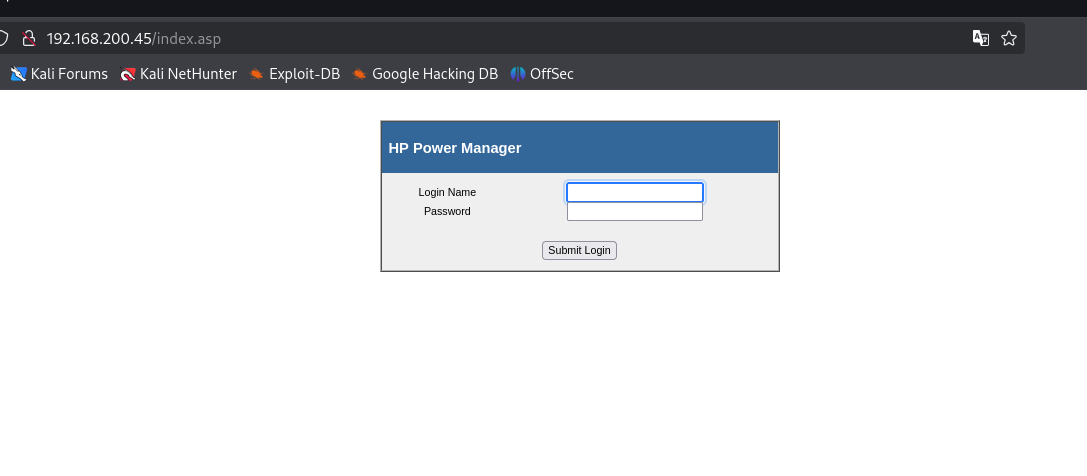 192.168.200.45/index.asp
Kali Forums Kali NetHunter Exploit-DB Google Hacking DB OffSec
HP Power Manager
Login Name
Password
Submit Login